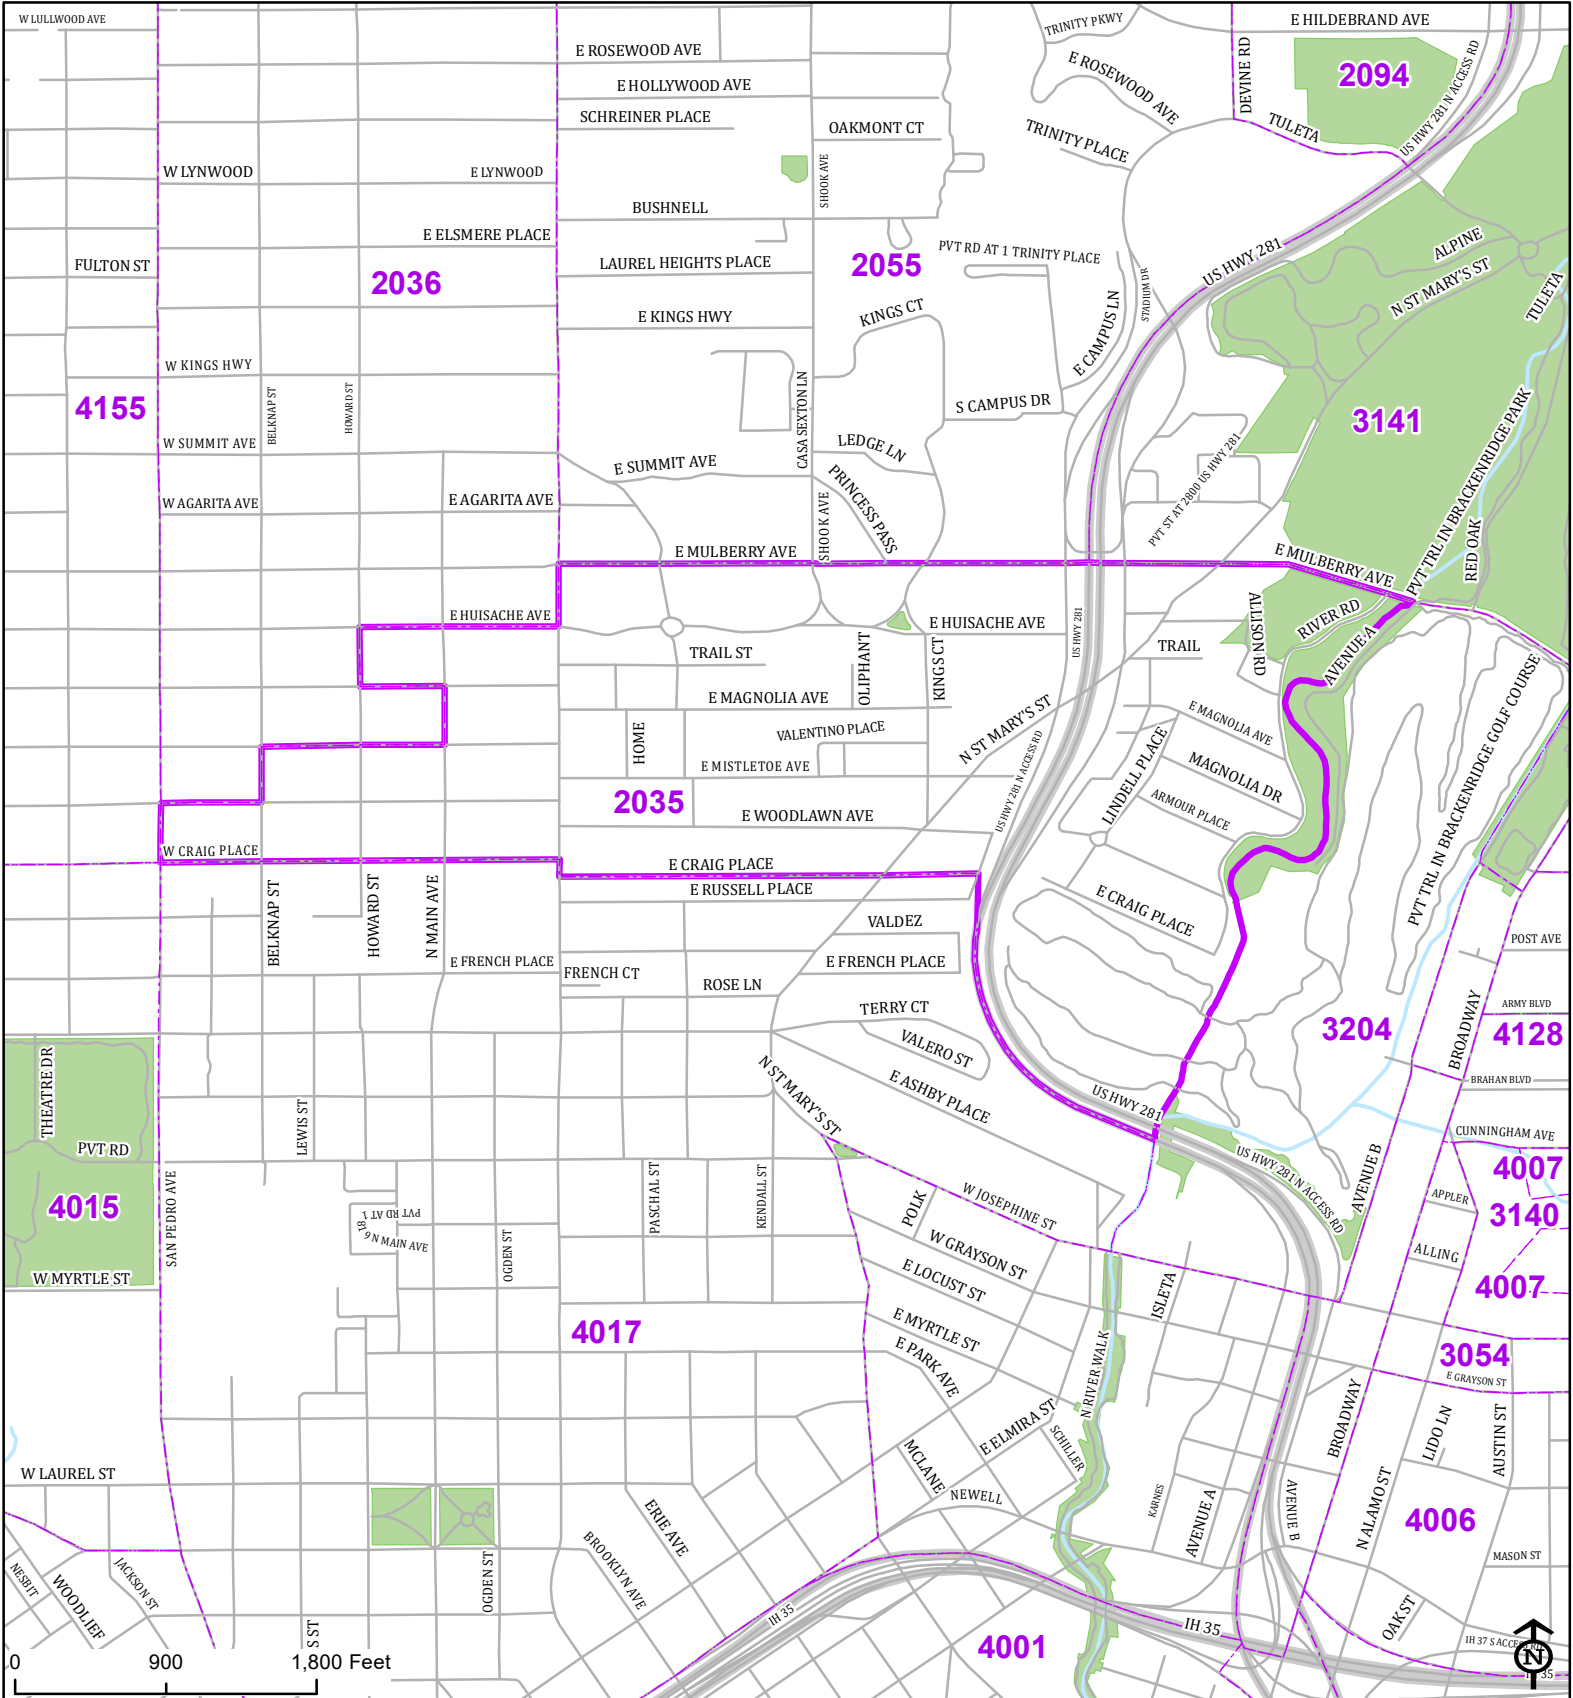 W LULLWOOD AVE
TRINITY PKWY
E HILDEBRAND AVE
E ROSEWOOD AVE
E ROSEWOOD AVE
DEVINE RD
2094
US HWY 281 N ACCESS RD
E HOLLYWOOD AVE
SCHREINER PLACE
OAKMONT CT
TRINITY PLACE
TULETA
W LYNWOOD
E LYNWOOD
SHOOK AVE
BUSHNELL
E ELSMERE PLACE
PVT RD AT 1 TRINITY PLACE
US HWY 281
ALPINE
FULTON ST
2036
LAUREL HEIGHTS PLACE
2055
STADIUM DR
N ST MARY'S ST
TULETA
E KINGS HWY
KINGS CT
E CAMPUS LN
W KINGS HWY
4155
BELKNAP ST
HOWARD ST
CASA SEXTON LN
S CAMPUS DR
3141
W SUMMIT AVE
E SUMMIT AVE
LEDGE LN
PVT ST AT 2800 US HWY 281
PVT TRL IN BRACKENRIDGE PARK
W AGARITA AVE
E AGARITA AVE
SHOOK AVE
PRINCESS PASS
E MULBERRY AVE
E MULBERRY AVE
RED OAK
E HUISACHE AVE
E HUISACHE AVE
US HWY 281
ALLISON RD
RIVER RD
AVENUE A
TRAIL ST
OLIPHANT
KINGS CT
TRAIL
E MAGNOLIA AVE
N ST MARY'S ST
E MAGNOLIA AVE
HOME
VALENTINO PLACE
LINDELL PLACE
MAGNOLIA DR
E MISTLETOE AVE
US HWY 281 N ACCESS RD
ARMOUR PLACE
PVT TRL IN BRACKENRIDGE GOLF COURSE
2035
E WOODLAWN AVE
W CRAIG PLACE
E CRAIG PLACE
E RUSSELL PLACE
BELKNAP ST
HOWARD ST
N MAIN AVE
VALDEZ
E CRAIG PLACE
E FRENCH PLACE
FRENCH CT
E FRENCH PLACE
POST AVE
ROSE LN
TERRY CT
ARMY BLVD
VALERO ST
3204
4128
BROADWAY
THEATRE DR
N ST MARY'S ST
E ASHBY PLACE
US HWY 281
BRAHAN BLVD
LEWIS ST
CUNNINGHAM AVE
PVT RD
US HWY 281 N ACCESS RD
AVENUE B
4007
4015
SAN PEDRO AVE
PASCHAL ST
KENDALL ST
POLK
W JOSEPHINE ST
APPLER
3140
PVT RD AT 1
819 N MAIN AVE
OGDEN ST
W GRAYSON ST
ALLING
W MYRTLE ST
E LOCUST ST
ISLETA
4007
4017
E MYRTLE ST
E PARK AVE
N RIVER WALK
3054
E GRAYSON ST
BROADWAY
LIDO LN
AUSTIN ST
E ELMIRA ST
SCHILLER
MCLANE
W LAUREL ST
NEWELL
KARNES
AVENUE A
AVENUE B
N ALAMO ST
4006
ERIE AVE
BROOKLYN AVE
MASON ST
NESBIT
WOODLIEF
JACKSON ST
OGDEN ST
IH 35
IH 35
OAK ST
S ST
4001
IH 37 S ACCESS RD
N
IH 35
0 900 1,800 Feet